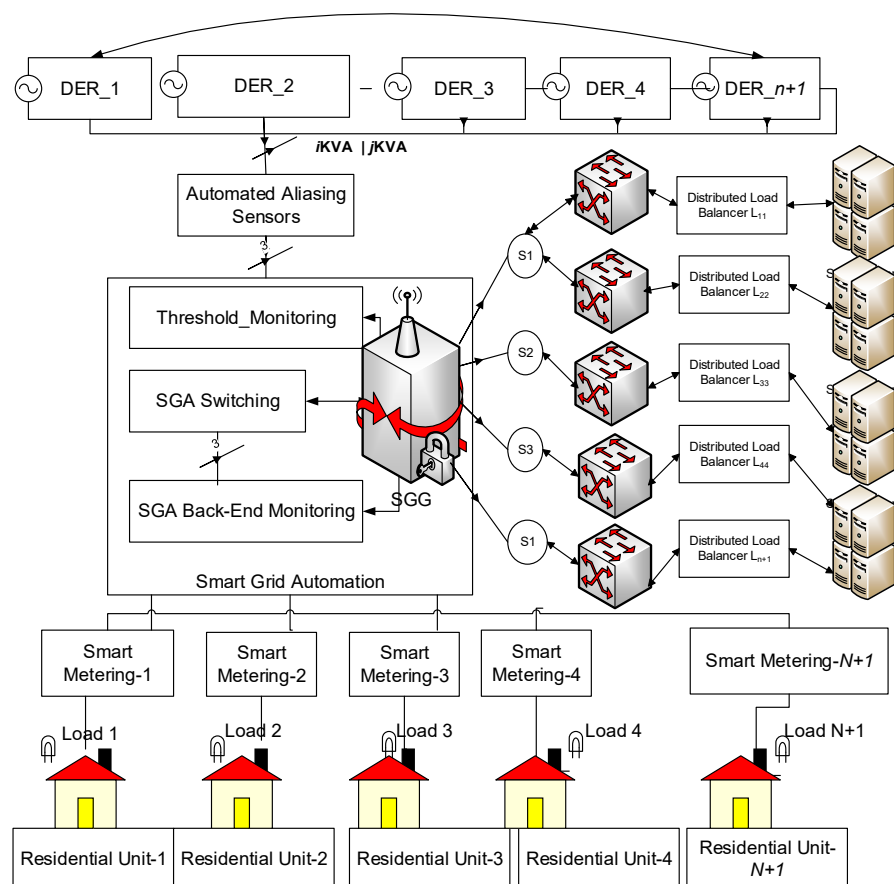 DER_1
DER_2
DER_3
DER_4
DER_n+1
iKVA | jKVA
Automated Aliasing
Sensors
3
Threshold_Monitoring
SGA Switching
3
SGA Back-End Monitoring
SGG
Smart Grid Automation
S1
S2
S3
S1
Distributed Load
Balancer L11
Distributed Load
Balancer L22
Distributed Load
Balancer L33
Distributed Load
Balancer L44
Distributed Load
Balancer Ln+1
S
S
Smart
Metering-1
Smart
Metering-2
Smart
Metering-3
Smart
Metering-4
Smart Metering-N+1
Load 1
Load 2
Load 3
Load 4
Load N+1
Residential Unit-1
Residential Unit-2
Residential Unit-3
Residential Unit-4
Residential Unit-
N+1